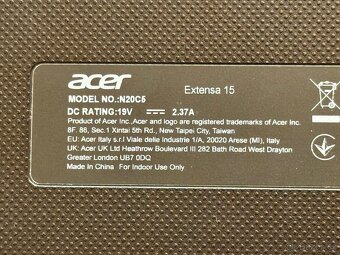 acer
Extensa 15
MODEL NO.:N20C5
DC RATING:19V 2.37A
Product of Acer Inc.,Acer and Acer logo are registered trademarks of Acer Inc.
8F. 88, Sec.1 Xintai 5th Rd., New Taipei City, Taiwan
EU: Acer Italy s.r.l Viale delle Industrie 1/A, 20020 Arese (MI), Italy
UK: Acer UK Ltd Heathrow Boulevard III 282 Bath Road West Drayton
Greater London UB7 0DQ
Made in China For Indoor Use Only